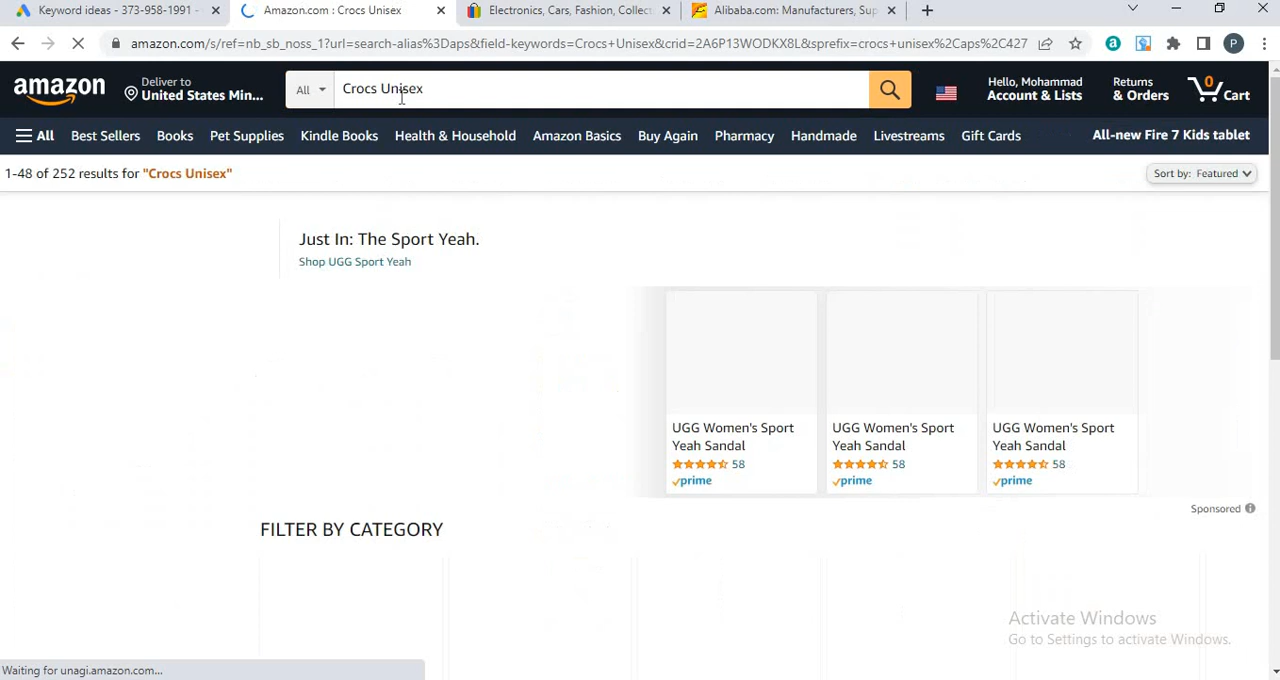 Keyword ideas - 373-958-1991 -
Amazon.com : Crocs Unisex
Electronics, Cars, Fashion, Collect
Alibaba.com: Manufacturers, Sup
amazon.com/s/ref=nb_sb_noss_1?url=search-alias%3Daps&field-keywords=Crocs+Unisex&crid=2A6P13WODKX8L&sprefix=crocs+unisex%2Caps%2C427
P
amazon
Deliver to
United States Min...
All
Crocs Unisex
Hello, Mohammad
Account & Lists
Returns
& Orders
0
Cart
All
Best Sellers
Books
Pet Supplies
Kindle Books
Health & Household
Amazon Basics
Buy Again
Pharmacy
Handmade
Livestreams
Gift Cards
All-new Fire 7 Kids tablet
1-48 of 252 results for "Crocs Unisex"
Sort by: Featured
Just In: The Sport Yeah.
Shop UGG Sport Yeah
UGG Women's Sport
Yeah Sandal
58
prime
UGG Women's Sport
Yeah Sandal
58
prime
UGG Women's Sport
Yeah Sandal
58
prime
Sponsored
FILTER BY CATEGORY
Activate Windows
Go to Settings to activate Windows.
Waiting for unagi.amazon.com...